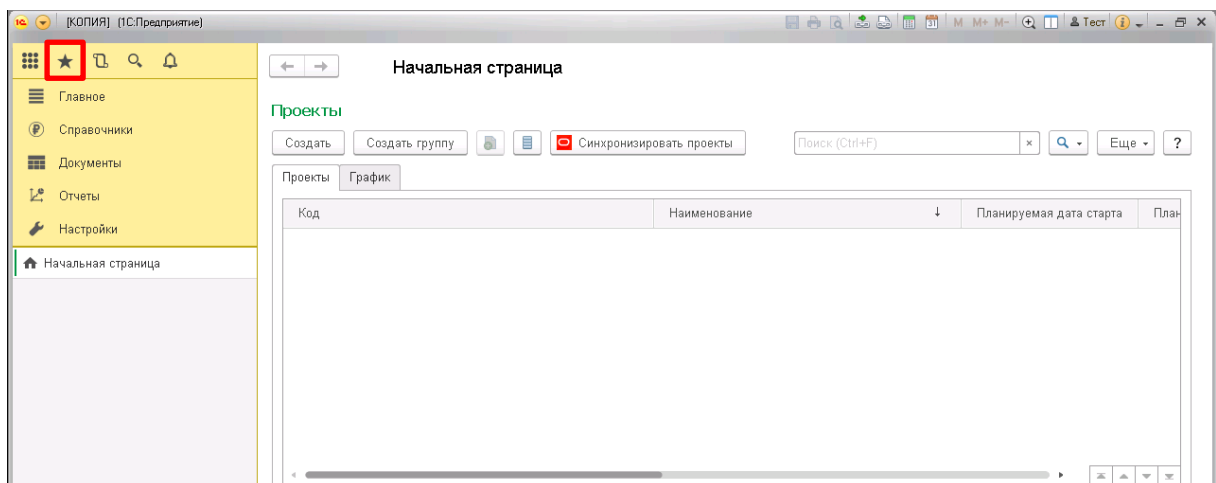 [КОПИЯ] (1С:Предприятие)
M M+ M- Тест
Главное
Справочники
Документы
Отчеты
Настройки
Начальная страница
Начальная страница
Проекты
Создать Создать группу Синхронизировать проекты Поиск (Ctrl+F) × Еще ?
Проекты График
Код Наименование ↓ Планируемая дата старта План